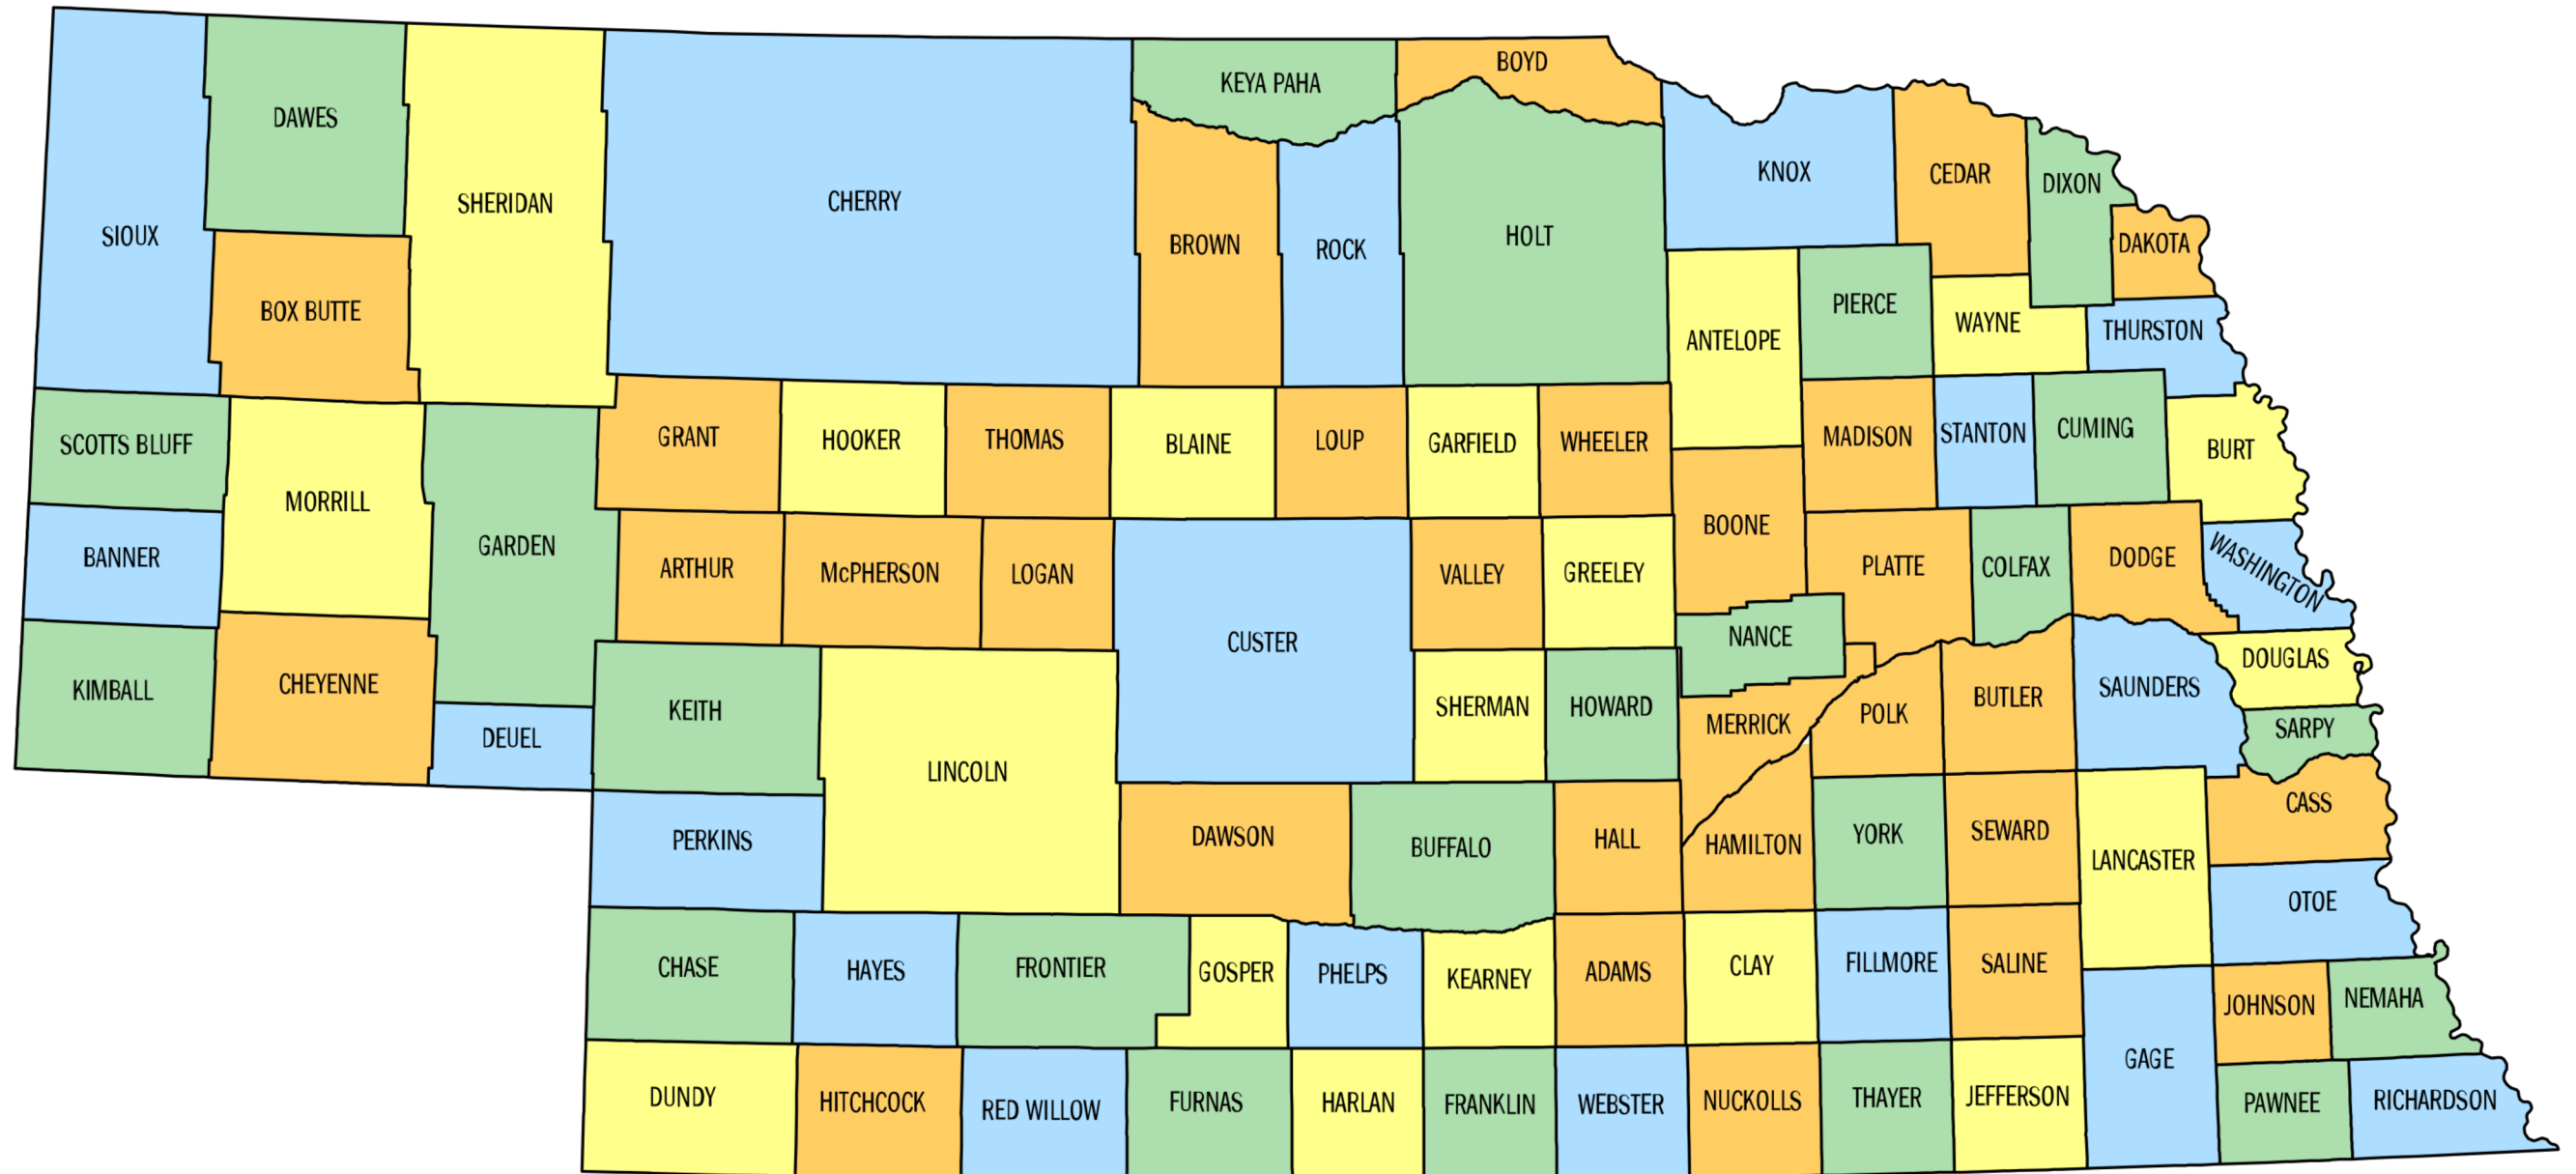 BOYD
KEYA PAHA
DAWES
KNOX
CEDAR
DIXON
SHERIDAN
CHERRY
SIOUX
HOLT
BROWN
ROCK
DAKOTA
BOX BUTTE
PIERCE
WAYNE
THURSTON
ANTELOPE
SCOTTS BLUFF
GRANT
HOOKER
THOMAS
BLAINE
LOUP
GARFIELD
WHEELER
MADISON
STANTON
CUMING
BURT
MORRILL
BOONE
BANNER
GARDEN
ARTHUR
McPHERSON
LOGAN
VALLEY
GREELEY
PLATTE
COLFAX
DODGE
WASHINGTON
CUSTER
NANCE
DOUGLAS
KIMBALL
CHEYENNE
KEITH
SHERMAN
HOWARD
MERRICK
POLK
BUTLER
SAUNDERS
DEUEL
SARPY
LINCOLN
CASS
PERKINS
DAWSON
BUFFALO
HALL
HAMILTON
YORK
SEWARD
LANCASTER
OTOE
CHASE
HAYES
FRONTIER
GOSPER
PHELPS
KEARNEY
ADAMS
CLAY
FILLMORE
SALINE
JOHNSON
NEMAHA
GAGE
DUNDY
HITCHCOCK
RED WILLOW
FURNAS
HARLAN
FRANKLIN
WEBSTER
NUCKOLLS
THAYER
JEFFERSON
PAWNEE
RICHARDSON